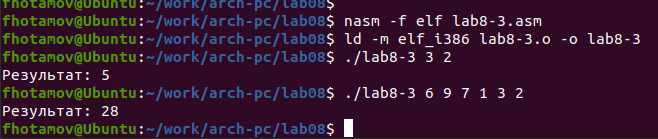 fhotamov@Ubuntu:~/work/arch-pc/lab08$
fhotamov@Ubuntu:~/work/arch-pc/lab08$ nasm -f elf lab8-3.asm
fhotamov@Ubuntu:~/work/arch-pc/lab08$ ld -m elf_i386 lab8-3.o -o lab8-3
fhotamov@Ubuntu:~/work/arch-pc/lab08$ ./lab8-3 3 2
Результат: 5
fhotamov@Ubuntu:~/work/arch-pc/lab08$ ./lab8-3 6 9 7 1 3 2
Результат: 28
fhotamov@Ubuntu:~/work/arch-pc/lab08$